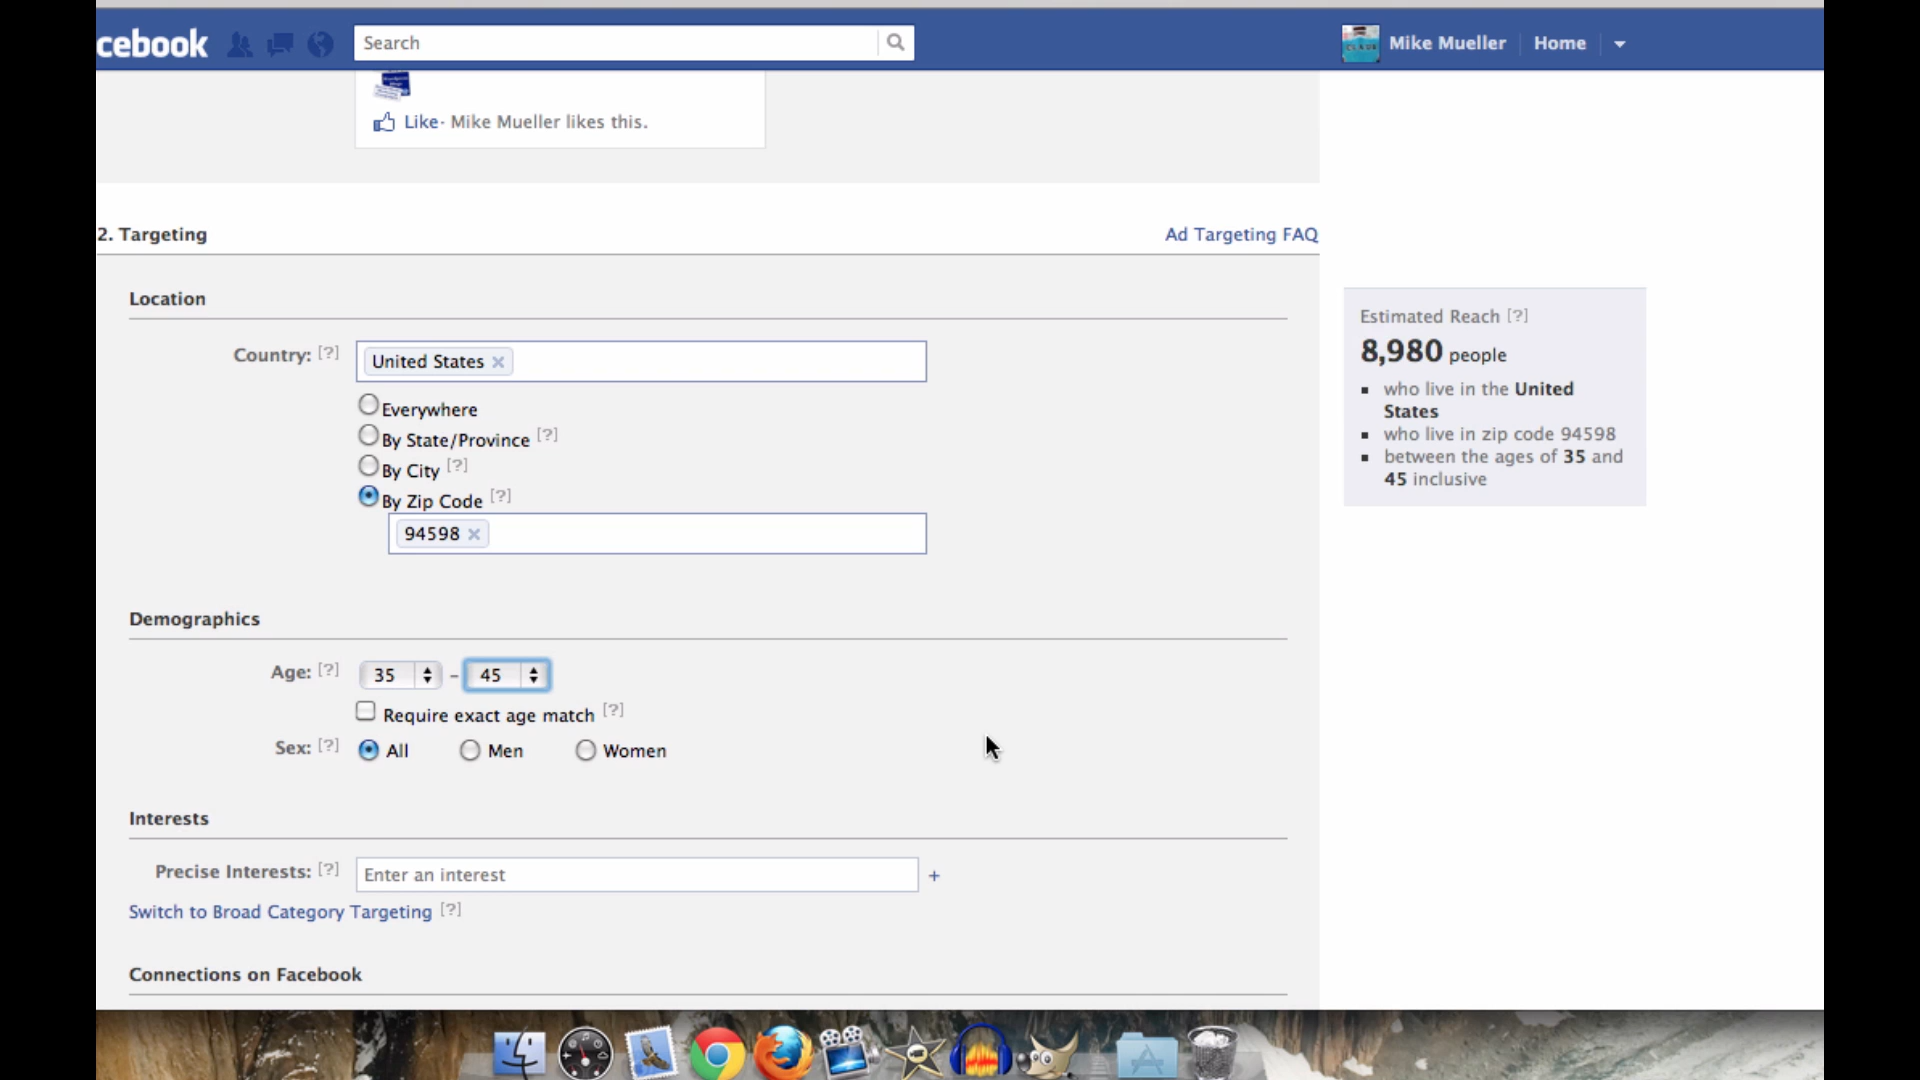 cebook Search Mike Mueller Home
Like· Mike Mueller likes this.
2. Targeting Ad Targeting FAQ
Location
Country: [?] United States ×
Everywhere
By State/Province [?]
By City [?]
By Zip Code [?]
94598 ×
Demographics
Age: [?] 35 – 45
Require exact age match [?]
Sex: [?] All Men Women
Interests
Precise Interests: [?] Enter an interest +
Switch to Broad Category Targeting [?]
Connections on Facebook
Estimated Reach [?]
8,980 people
who live in the United
States
who live in zip code 94598
between the ages of 35 and
45 inclusive